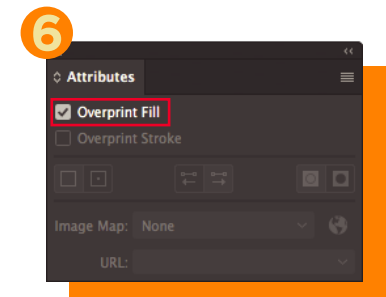 6
Attributes
Overprint Fill
Overprint Stroke
Image Map: None
URL: